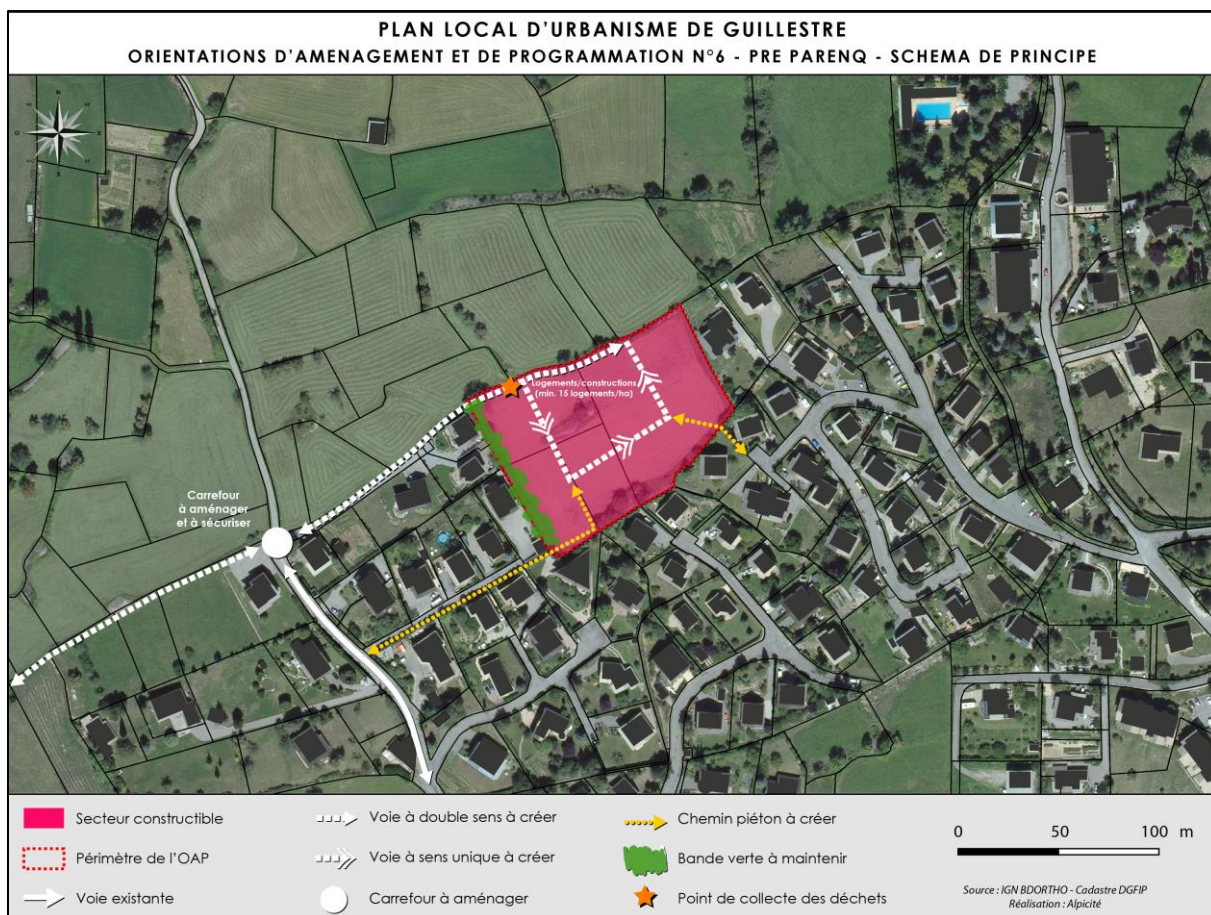 PLAN LOCAL D'URBANISME DE GUILLESTRE
ORIENTATIONS D'AMENAGEMENT ET DE PROGRAMMATION N°6 - PRE PARENQ - SCHEMA DE PRINCIPE
N
O
E
S
Logements/constructions
(min. 15 logements/ha)
Carrefour
à aménager
et à sécuriser
Secteur constructible
Périmètre de l'OAP
Voie existante
Voie à double sens à créer
Voie à sens unique à créer
Carrefour à aménager
Chemin piéton à créer
Bande verte à maintenir
Point de collecte des déchets
0 50 100 m
Source : IGN BDORTHO - Cadastre DGFIP
Réalisation : Alpicité